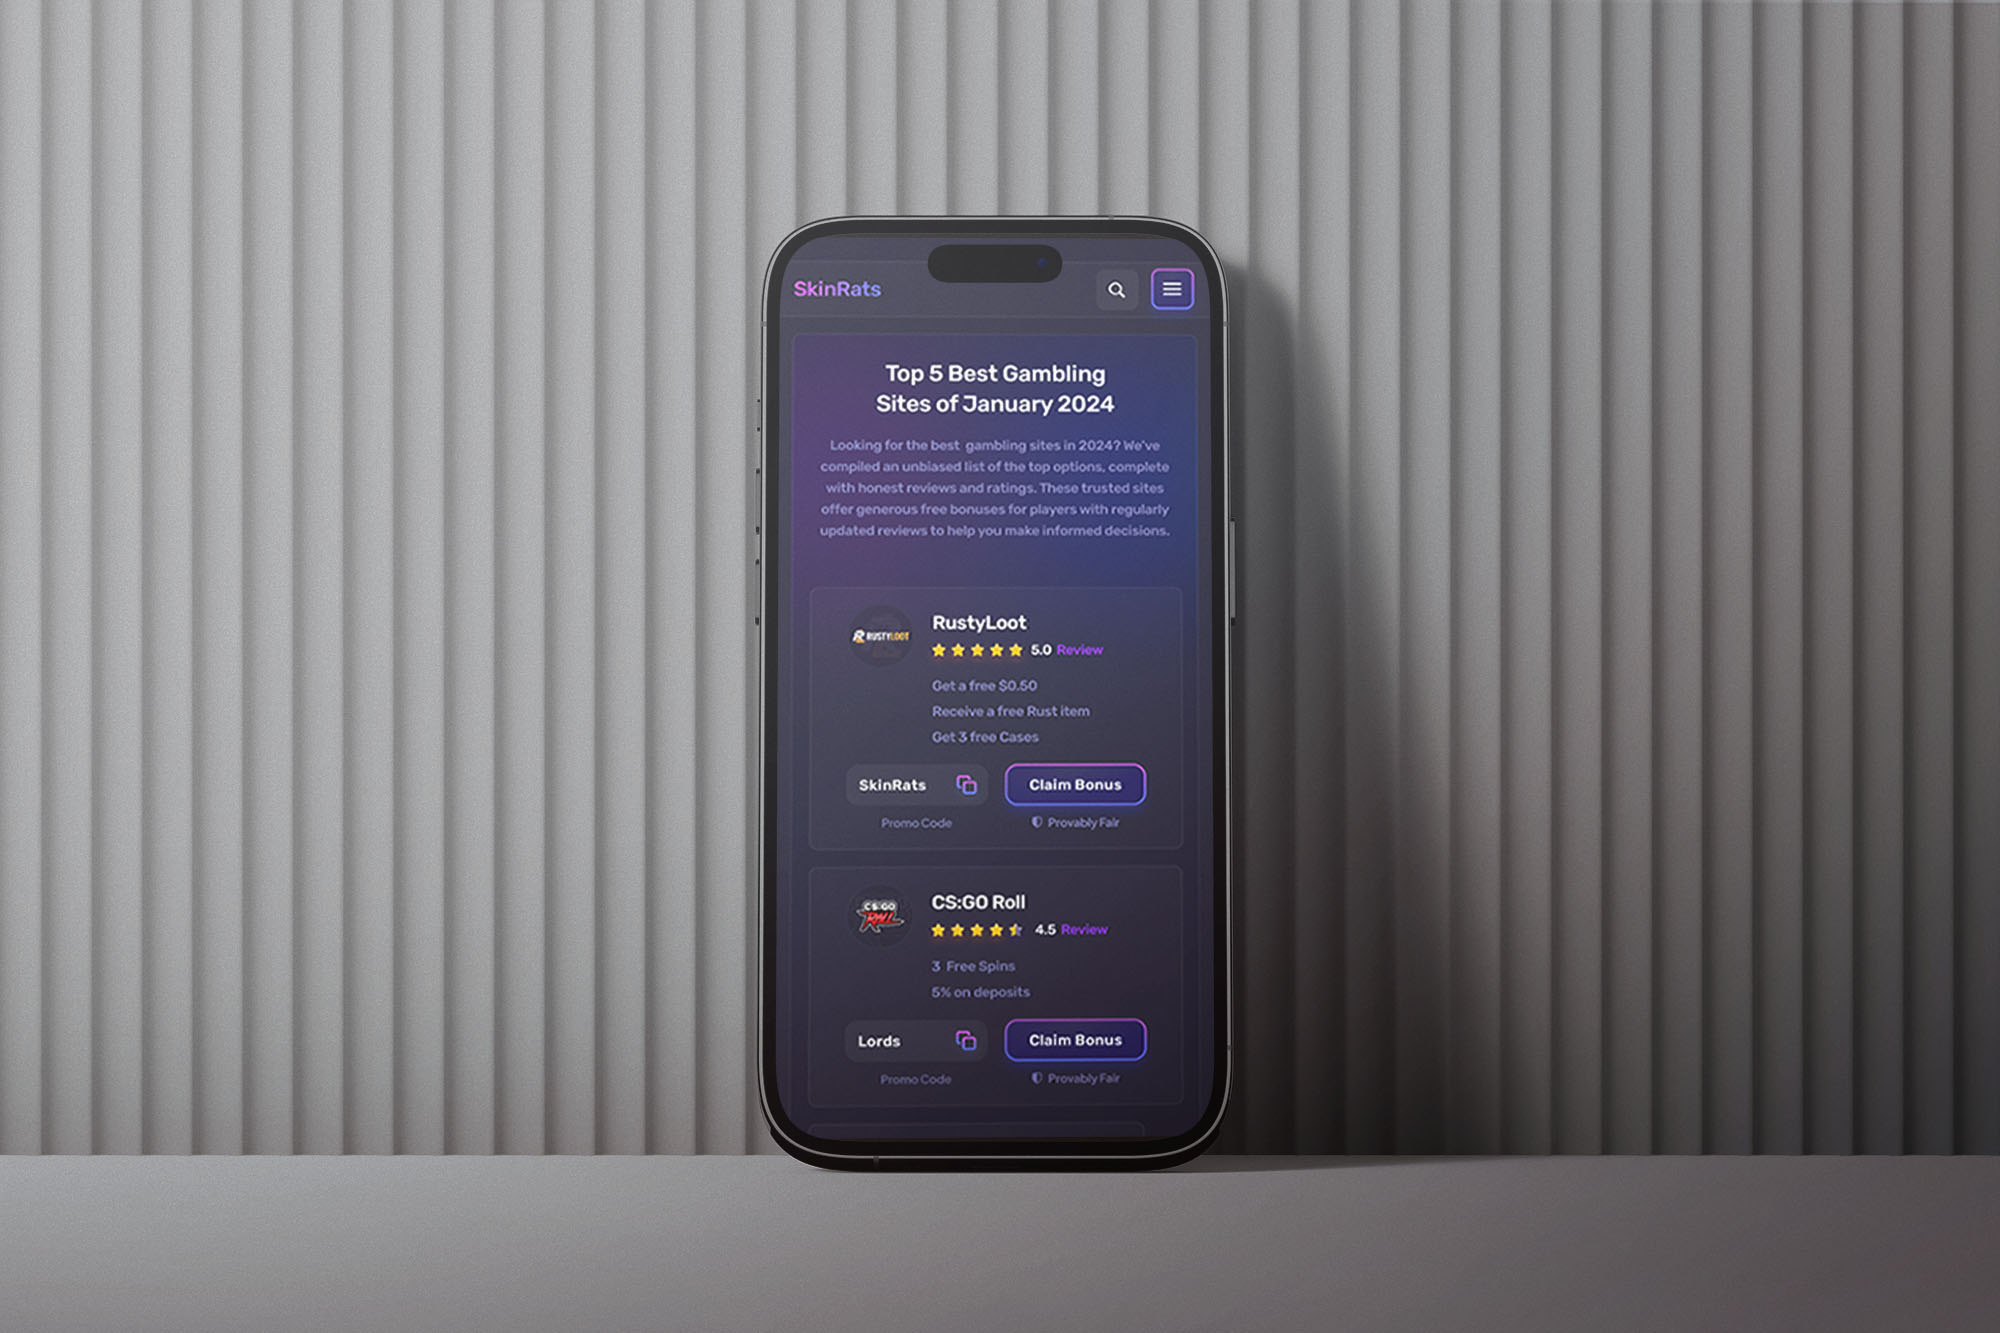 SkinRats
Top 5 Best Gambling
Sites of January 2024
Looking for the best gambling sites in 2024? We've
compiled an unbiased list of the top options, complete
with honest reviews and ratings. These trusted sites
offer generous free bonuses for players with regularly
updated reviews to help you make informed decisions.
RUSTYLOOT
RustyLoot
5.0 Review
Get a free $0.50
Receive a free Rust item
Get 3 free Cases
SkinRats
Claim Bonus
Promo Code
Provably Fair
CS:GO
ROLL
CS:GO Roll
4.5 Review
3 Free Spins
5% on deposits
Lords
Claim Bonus
Promo Code
Provably Fair